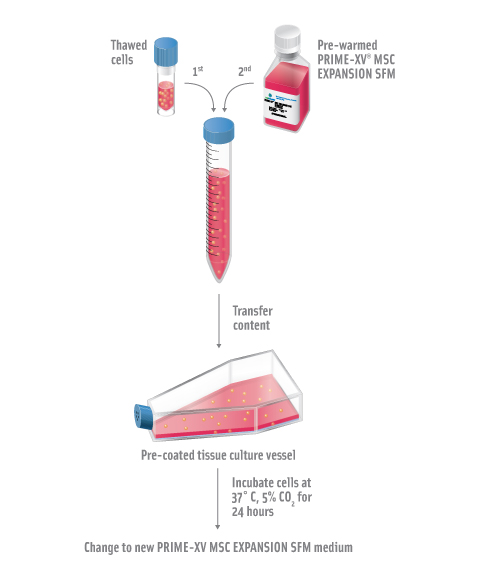 Thawed
cells
1st
2nd
Pre-warmed
PRIME-XV® MSC
EXPANSION SFM
Transfer
content
Pre-coated tissue culture vessel
Incubate cells at
37° C, 5% CO2 for
24 hours
Change to new PRIME-XV MSC EXPANSION SFM medium